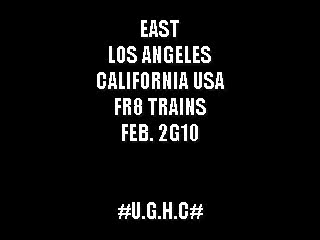 EAST
LOS ANGELES
CALIFORNIA USA
FR8 TRAINS
FEB. 2G10
#U.G.H.C#